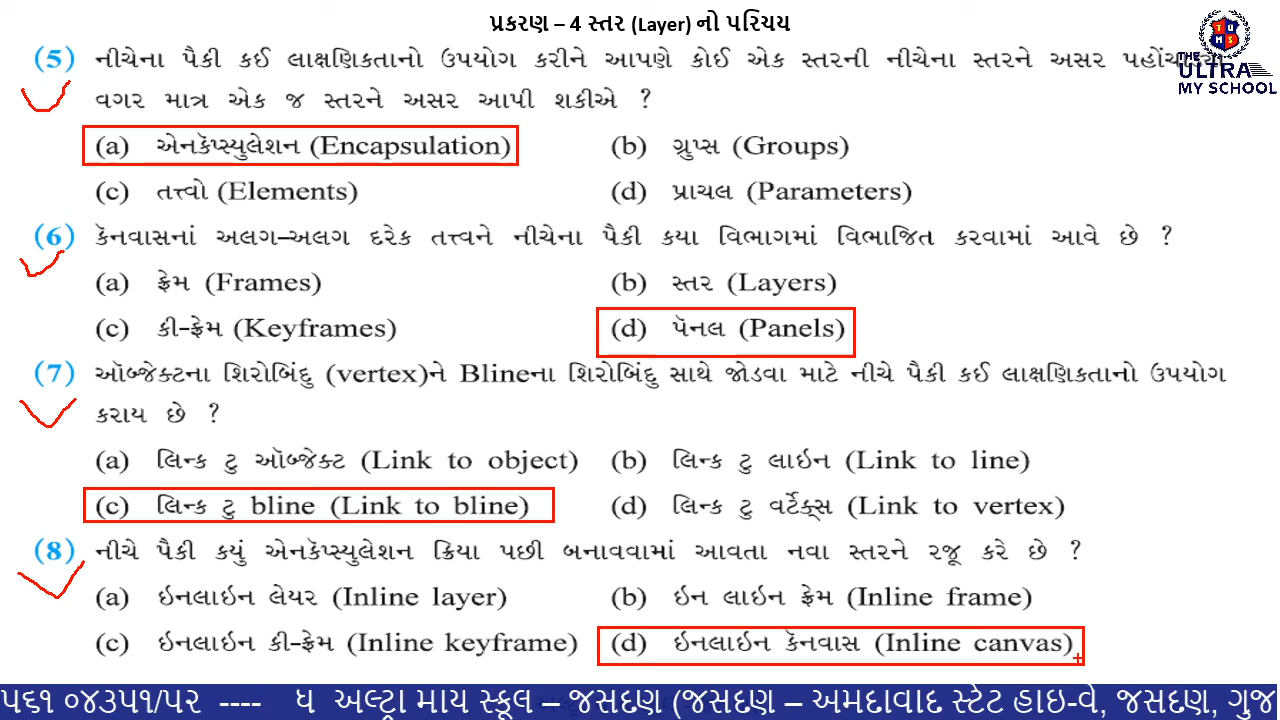 પ્રકરણ – 4 સ્તર (Layer) નો પરિચય
TU
MS
THE
ULTRA
MY SCHOOL
(5) નીચેના પૈકી કઈ લાક્ષણિકતાનો ઉપયોગ કરીને આપણે કોઈ એક સ્તરની નીચેના સ્તરને અસર
વગર માત્ર એક જ સ્તરને અસર આપી શકીએ ?
(a) એનકૅપ્સ્યુલેશન (Encapsulation) (b) ગ્રુપ્સ (Groups)
(c) તત્ત્વો (Elements) (d) પ્રાચલ (Parameters)
(6) કૅનવાસનાં અલગ-અલગ દરેક તત્ત્વને નીચેના પૈકી કયા વિભાગમાં વિભાજિત કરવામાં આવે છે ?
(a) ફ્રેમ (Frames) (b) સ્તર (Layers)
(c) કી-ફ્રેમ (Keyframes) (d) પૅનલ (Panels)
(7) ઑબ્જેક્ટના શિરોબિંદુ (vertex)ને Blineના શિરોબિંદુ સાથે જોડવા માટે નીચે પૈકી કઈ લાક્ષણિકતાનો ઉપયોગ
કરાય છે ?
(a) લિન્ક ટુ ઑબ્જેક્ટ (Link to object) (b) લિન્ક ટુ લાઇન (Link to line)
(c) લિન્ક ટુ bline (Link to bline) (d) લિન્ક ટુ વર્ટેક્સ (Link to vertex)
(8) નીચે પૈકી કયું એનકૅપ્સ્યુલેશન ક્રિયા પછી બનાવવામાં આવતા નવા સ્તરને રજૂ કરે છે ?
(a) ઇનલાઇન લેયર (Inline layer) (b) ઇન લાઇન ફ્રેમ (Inline frame)
(c) ઇનલાઇન કી-ફ્રેમ (Inline keyframe) (d) ઇનલાઇન કૅનવાસ (Inline canvas)
૫૬૧ ૦૪૩૫૧/૫૨ ---- ધ અલ્ટ્રા માય સ્કૂલ – જસદણ (જસદણ – અમદાવાદ સ્ટેટ હાઇ-વે, જસદણ, ગુજ